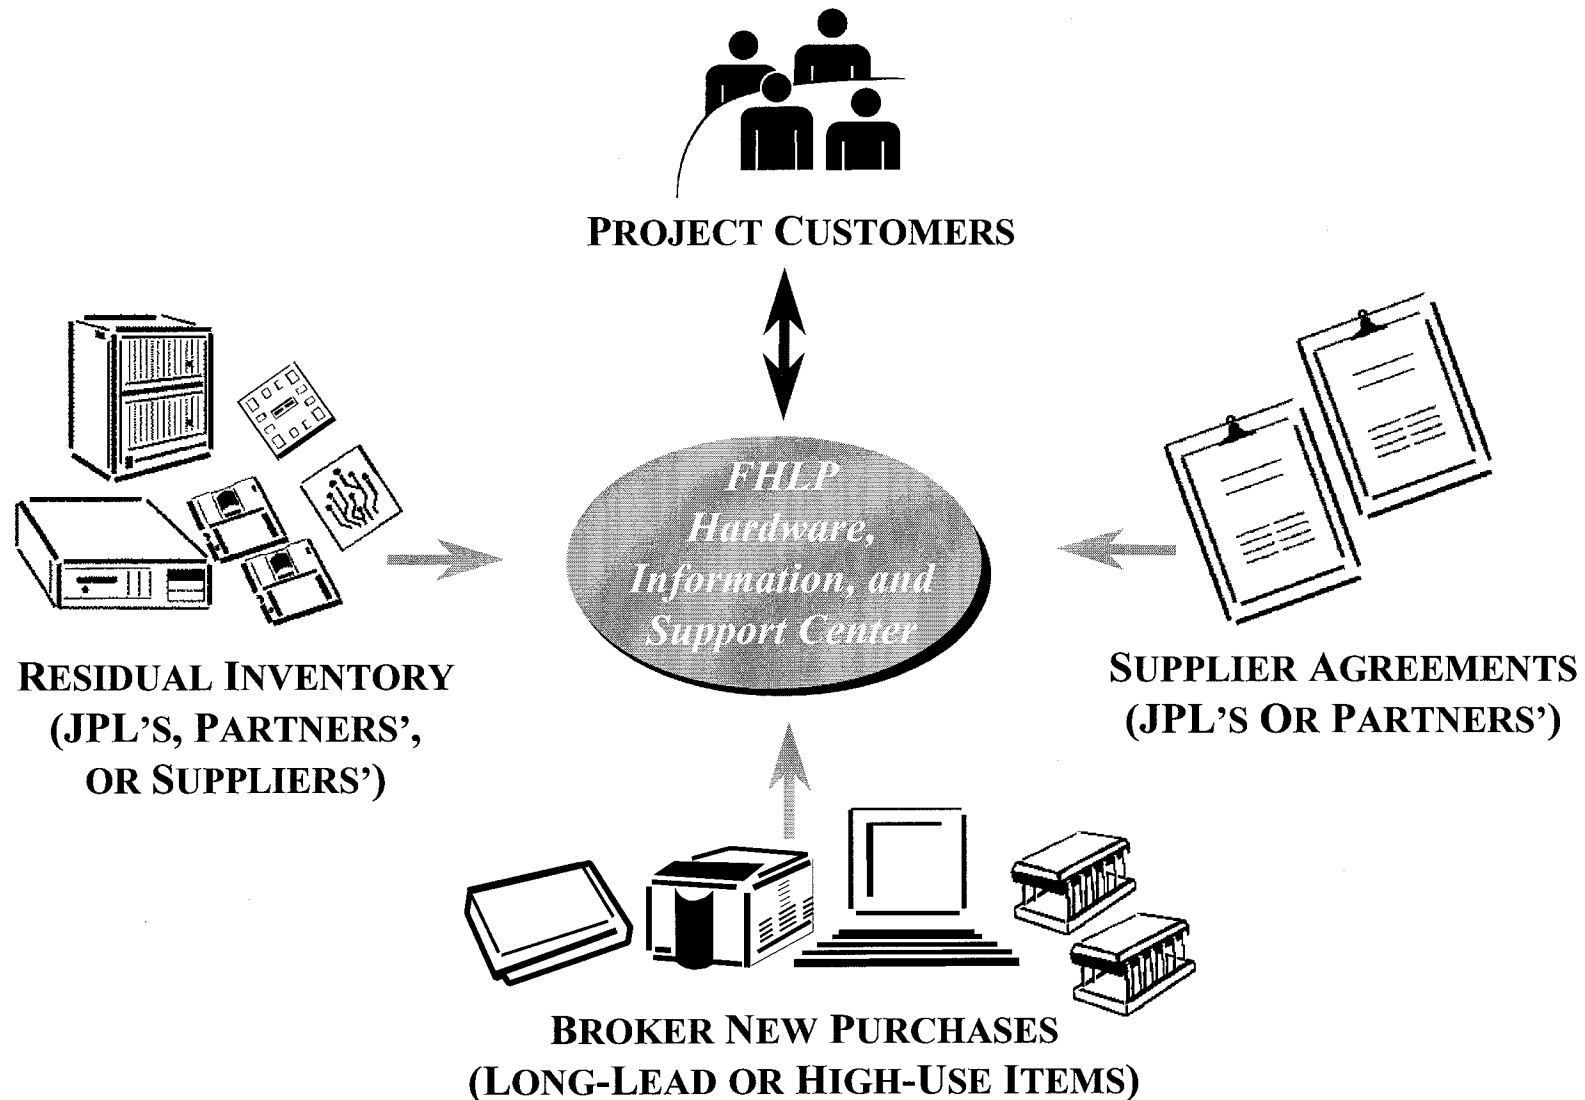 PROJECT CUSTOMERS
FHLP
Hardware,
Information, and
Support Center
RESIDUAL INVENTORY
(JPL'S, PARTNERS',
OR SUPPLIERS')
SUPPLIER AGREEMENTS
(JPL'S OR PARTNERS')
BROKER NEW PURCHASES
(LONG-LEAD OR HIGH-USE ITEMS)